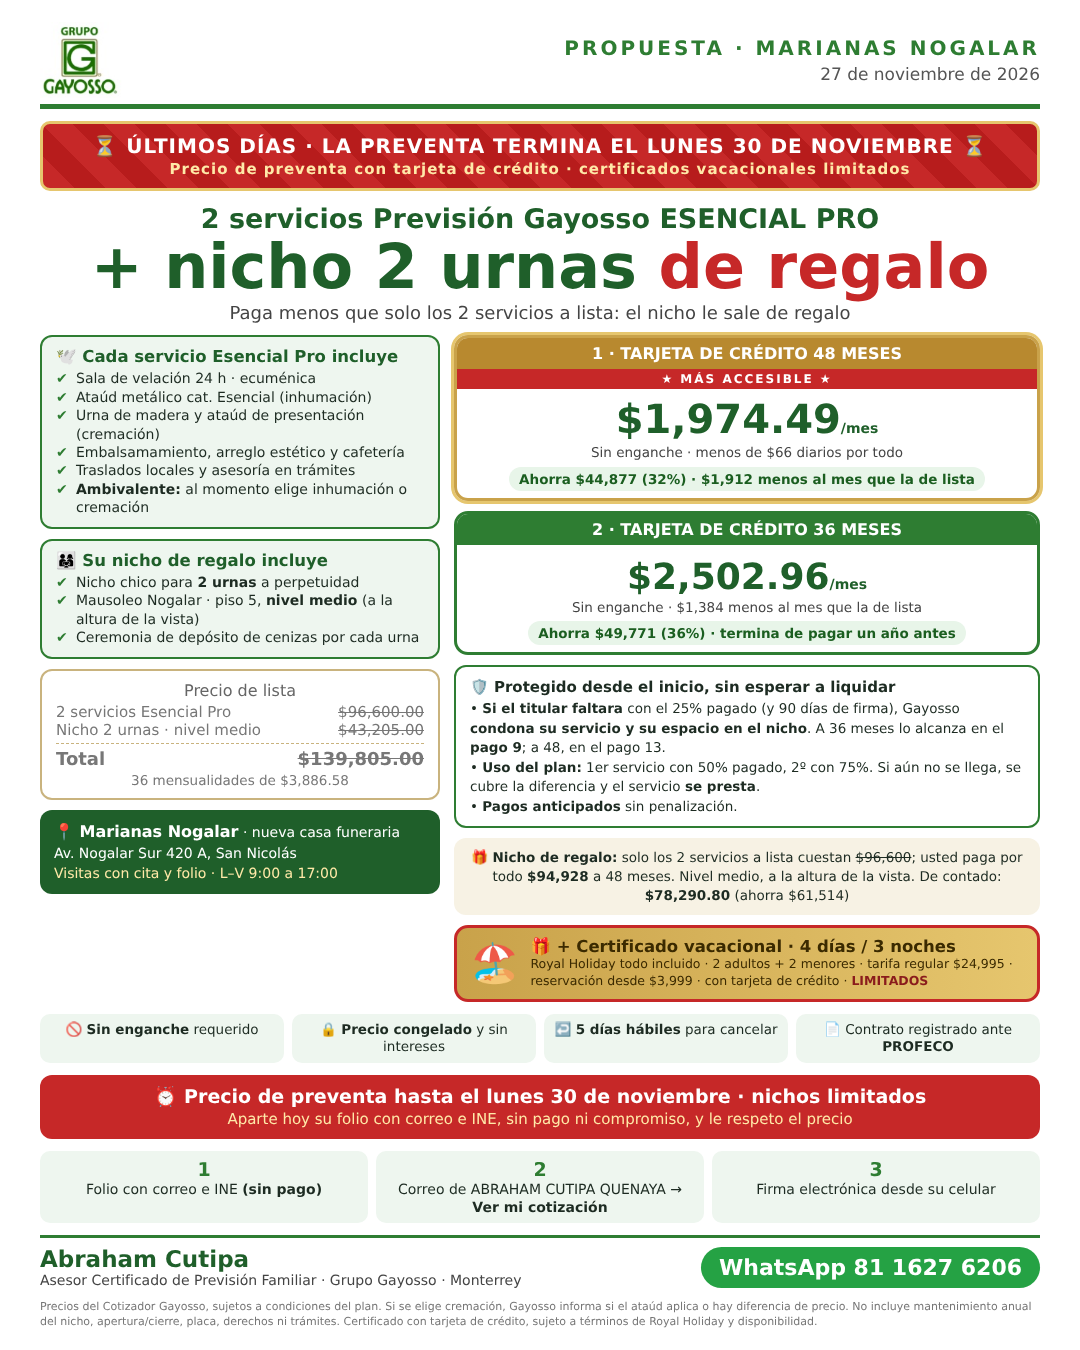 GRUPO
GAYOSSO
PROPUESTA · MARIANAS NOGALAR
27 de noviembre de 2026
⏳ ÚLTIMOS DÍAS · LA PREVENTA TERMINA EL LUNES 30 DE NOVIEMBRE ⏳
Precio de preventa con tarjeta de crédito · certificados vacacionales limitados
2 servicios Previsión Gayosso ESENCIAL PRO
+ nicho 2 urnas de regalo
Paga menos que solo los 2 servicios a lista: el nicho le sale de regalo
🕊️ Cada servicio Esencial Pro incluye
✔ Sala de velación 24 h · ecuménica
✔ Ataúd metálico cat. Esencial (inhumación)
✔ Urna de madera y ataúd de presentación
(cremación)
✔ Embalsamamiento, arreglo estético y cafetería
✔ Traslados locales y asesoría en trámites
✔ Ambivalente: al momento elige inhumación o
cremación
👨‍👩‍👧‍👦 Su nicho de regalo incluye
✔ Nicho chico para 2 urnas a perpetuidad
✔ Mausoleo Nogalar · piso 5, nivel medio (a la
altura de la vista)
✔ Ceremonia de depósito de cenizas por cada urna
Precio de lista
2 servicios Esencial Pro $96,600.00
Nicho 2 urnas · nivel medio $43,205.00
Total $139,805.00
36 mensualidades de $3,886.58
📍 Marianas Nogalar · nueva casa funeraria
Av. Nogalar Sur 420 A, San Nicolás
Visitas con cita y folio · L–V 9:00 a 17:00
1 · TARJETA DE CRÉDITO 48 MESES
★ MÁS ACCESIBLE ★
$1,974.49/mes
Sin enganche · menos de $66 diarios por todo
Ahorra $44,877 (32%) · $1,912 menos al mes que la de lista
2 · TARJETA DE CRÉDITO 36 MESES
$2,502.96/mes
Sin enganche · $1,384 menos al mes que la de lista
Ahorra $49,771 (36%) · termina de pagar un año antes
🛡️ Protegido desde el inicio, sin esperar a liquidar
• Si el titular faltara con el 25% pagado (y 90 días de firma), Gayosso
condona su servicio y su espacio en el nicho. A 36 meses lo alcanza en el
pago 9; a 48, en el pago 13.
• Uso del plan: 1er servicio con 50% pagado, 2º con 75%. Si aún no se llega, se
cubre la diferencia y el servicio se presta.
• Pagos anticipados sin penalización.
🎁 Nicho de regalo: solo los 2 servicios a lista cuestan $96,600; usted paga por
todo $94,928 a 48 meses. Nivel medio, a la altura de la vista. De contado:
$78,290.80 (ahorra $61,514)
🏖️ 🎁 + Certificado vacacional · 4 días / 3 noches
Royal Holiday todo incluido · 2 adultos + 2 menores · tarifa regular $24,995 ·
reservación desde $3,999 · con tarjeta de crédito · LIMITADOS
🚫 Sin enganche requerido
🔒 Precio congelado y sin
intereses
↩️ 5 días hábiles para cancelar
📄 Contrato registrado ante
PROFECO
⏰ Precio de preventa hasta el lunes 30 de noviembre · nichos limitados
Aparte hoy su folio con correo e INE, sin pago ni compromiso, y le respeto el precio
1
Folio con correo e INE (sin pago)
2
Correo de ABRAHAM CUTIPA QUENAYA →
Ver mi cotización
3
Firma electrónica desde su celular
Abraham Cutipa
Asesor Certificado de Previsión Familiar · Grupo Gayosso · Monterrey
WhatsApp 81 1627 6206
Precios del Cotizador Gayosso, sujetos a condiciones del plan. Si se elige cremación, Gayosso informa si el ataúd aplica o hay diferencia de precio. No incluye mantenimiento anual
del nicho, apertura/cierre, placa, derechos ni trámites. Certificado con tarjeta de crédito, sujeto a términos de Royal Holiday y disponibilidad.